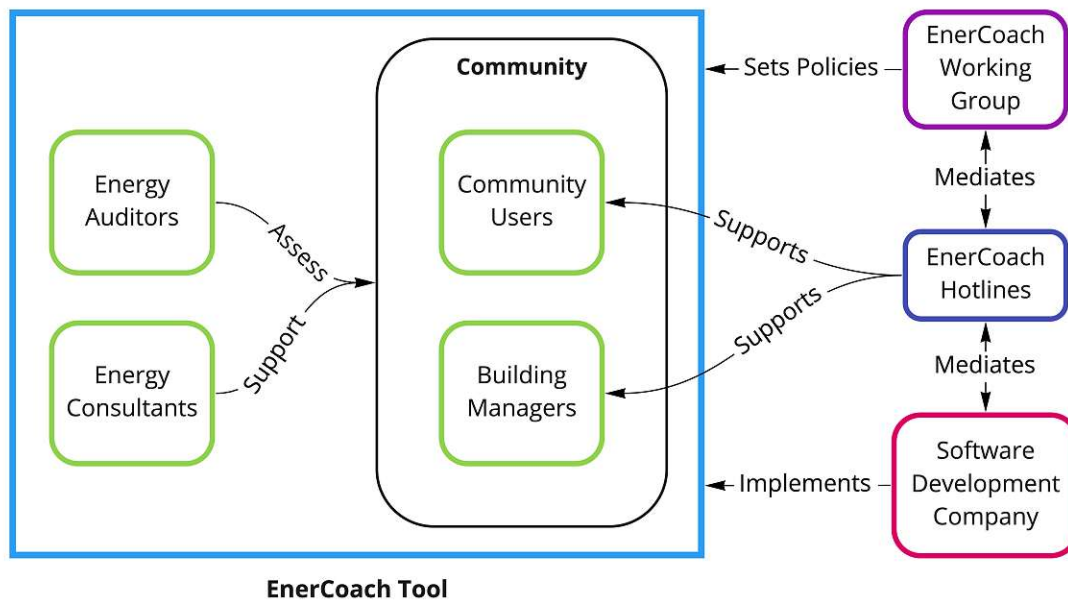 Community
EnerCoach
Working
Group
Sets Policies
Mediates
Energy
Auditors
Assess
Community
Users
Supports
EnerCoach
Hotlines
Supports
Mediates
Energy
Consultants
Support
Building
Managers
Software
Development
Company
Implements
EnerCoach Tool